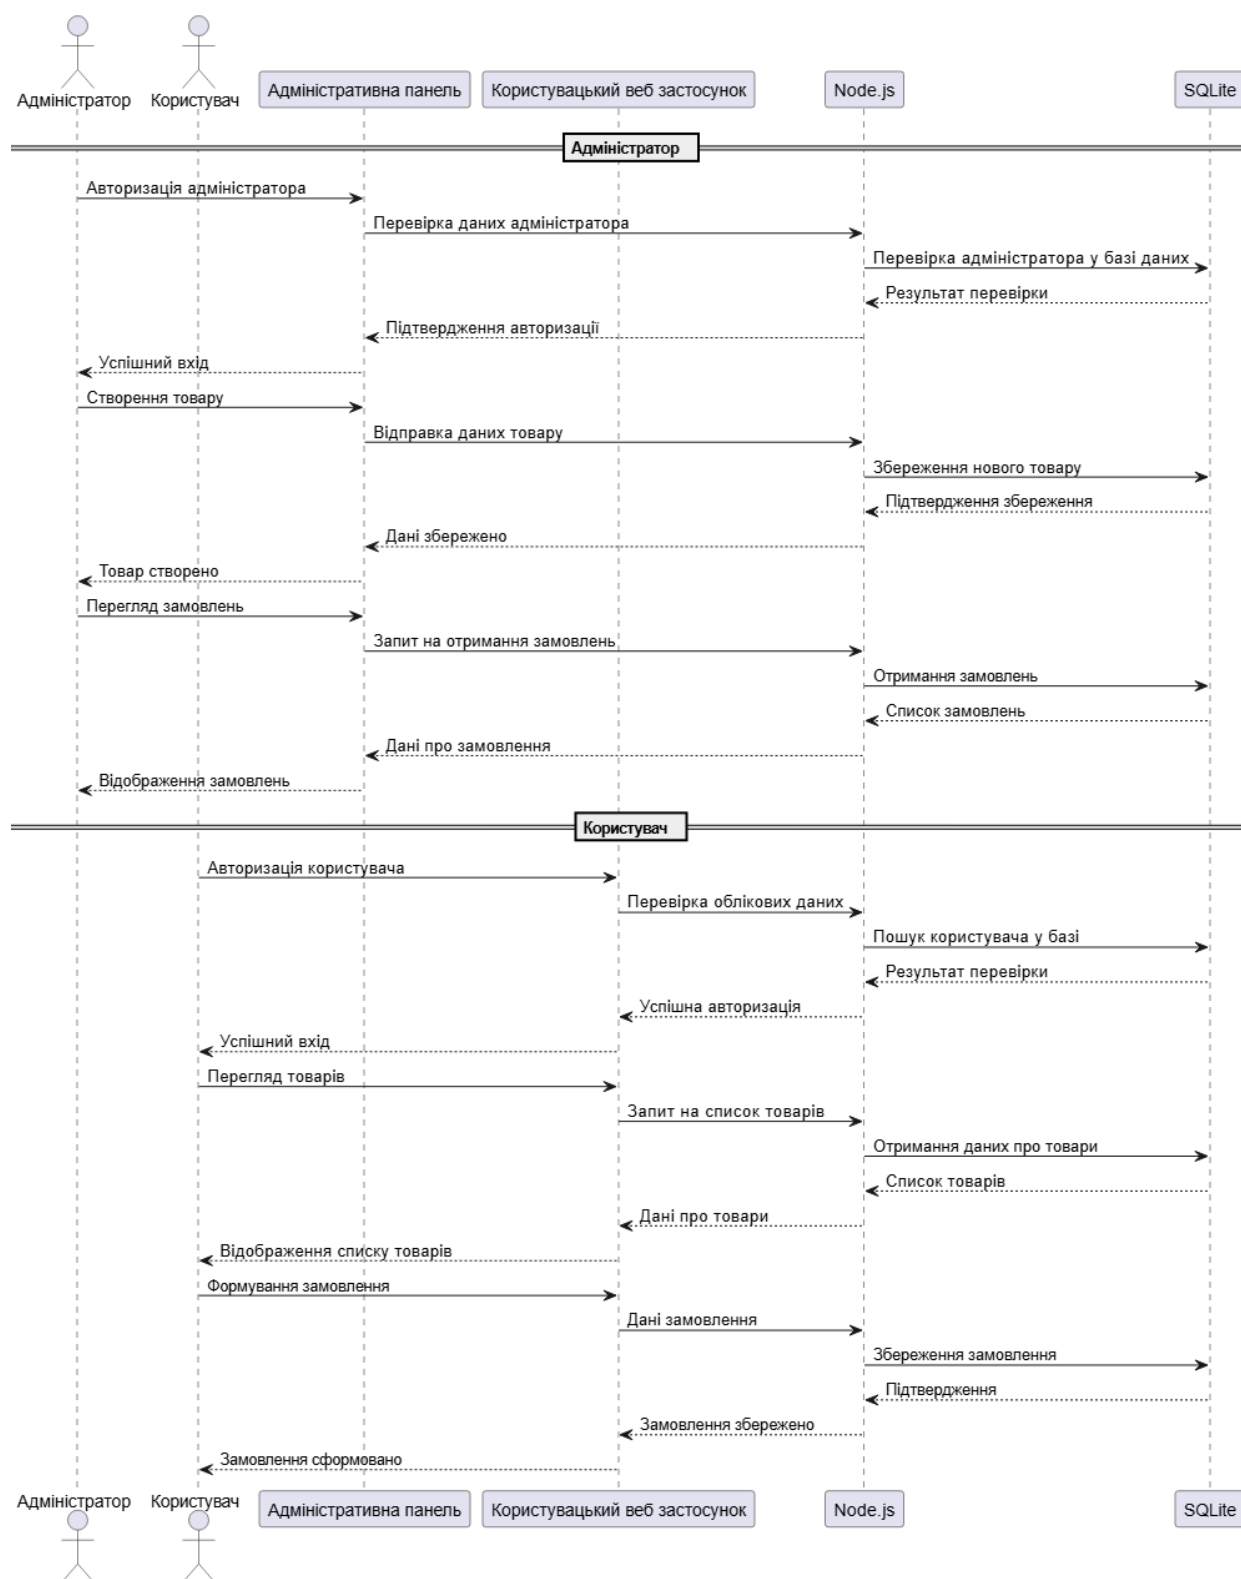 Адміністратор
Користувач
Адміністративна панель
Користувацький веб застосунок
Node.js
SQLite
Адміністратор
Авторизація адміністратора
Перевірка даних адміністратора
Перевірка адміністратора у базі даних
Результат перевірки
Підтвердження авторизації
Успішний вхід
Створення товару
Відправка даних товару
Збереження нового товару
Підтвердження збереження
Дані збережено
Товар створено
Перегляд замовлень
Запит на отримання замовлень
Отримання замовлень
Список замовлень
Дані про замовлення
Відображення замовлень
Користувач
Авторизація користувача
Перевірка облікових даних
Пошук користувача у базі
Результат перевірки
Успішна авторизація
Успішний вхід
Перегляд товарів
Запит на список товарів
Отримання даних про товари
Список товарів
Дані про товари
Відображення списку товарів
Формування замовлення
Дані замовлення
Збереження замовлення
Підтвердження
Замовлення збережено
Замовлення сформовано
Адміністратор
Користувач
Адміністративна панель
Користувацький веб застосунок
Node.js
SQLite